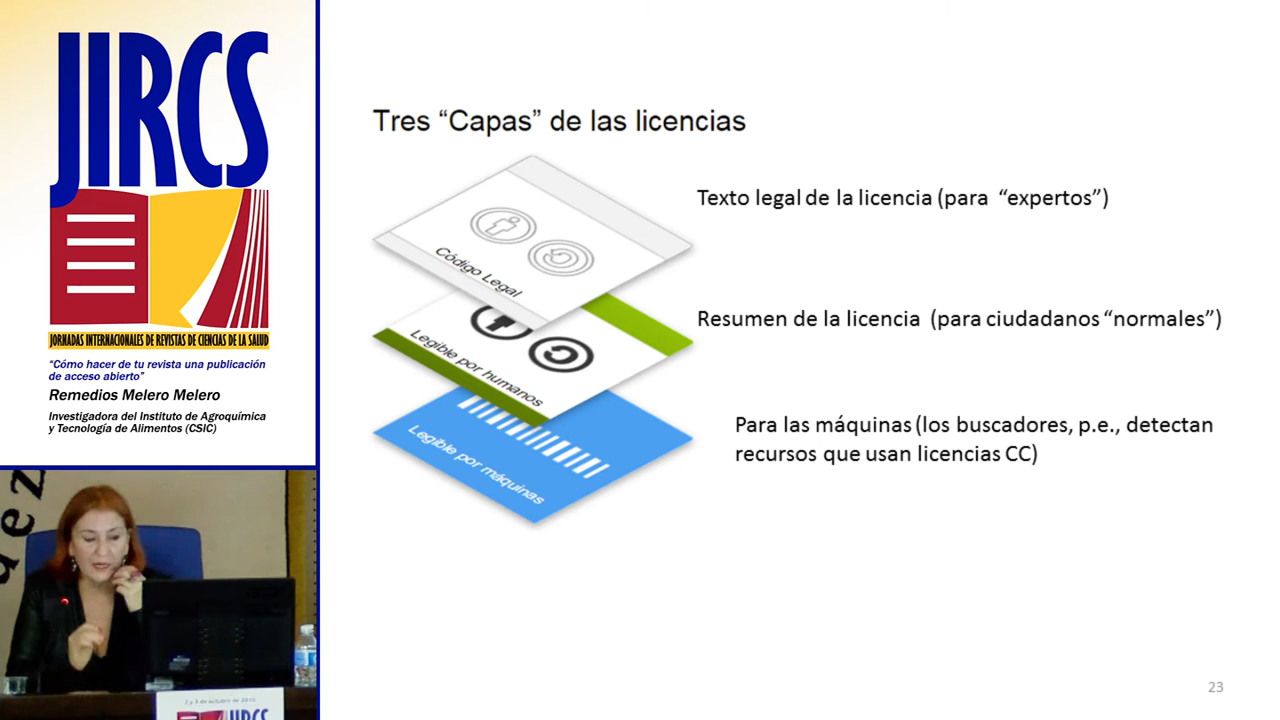 JIRCS
JORNADAS INTERNACIONALES DE REVISTAS DE CIENCIAS DE LA SALUD
“Cómo hacer de tu revista una publicación
de acceso abierto”
Remedios Melero Melero
Investigadora del Instituto de Agroquímica
y Tecnología de Alimentos (CSIC)
Tres “Capas” de las licencias
Código Legal
Texto legal de la licencia (para “expertos”)
Legible por humanos
Resumen de la licencia (para ciudadanos “normales”)
Legible por máquinas
Para las máquinas (los buscadores, p.e., detectan
recursos que usan licencias CC)
23
dez
JIRCS